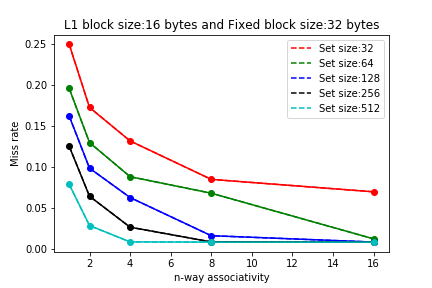 L1 block size:16 bytes and Fixed block size:32 bytes
0.25
0.20
0.15
0.10
0.05
0.00
Miss rate
Set size:32
Set size:64
Set size:128
Set size:256
Set size:512
2 4 6 8 10 12 14 16
n-way associativity